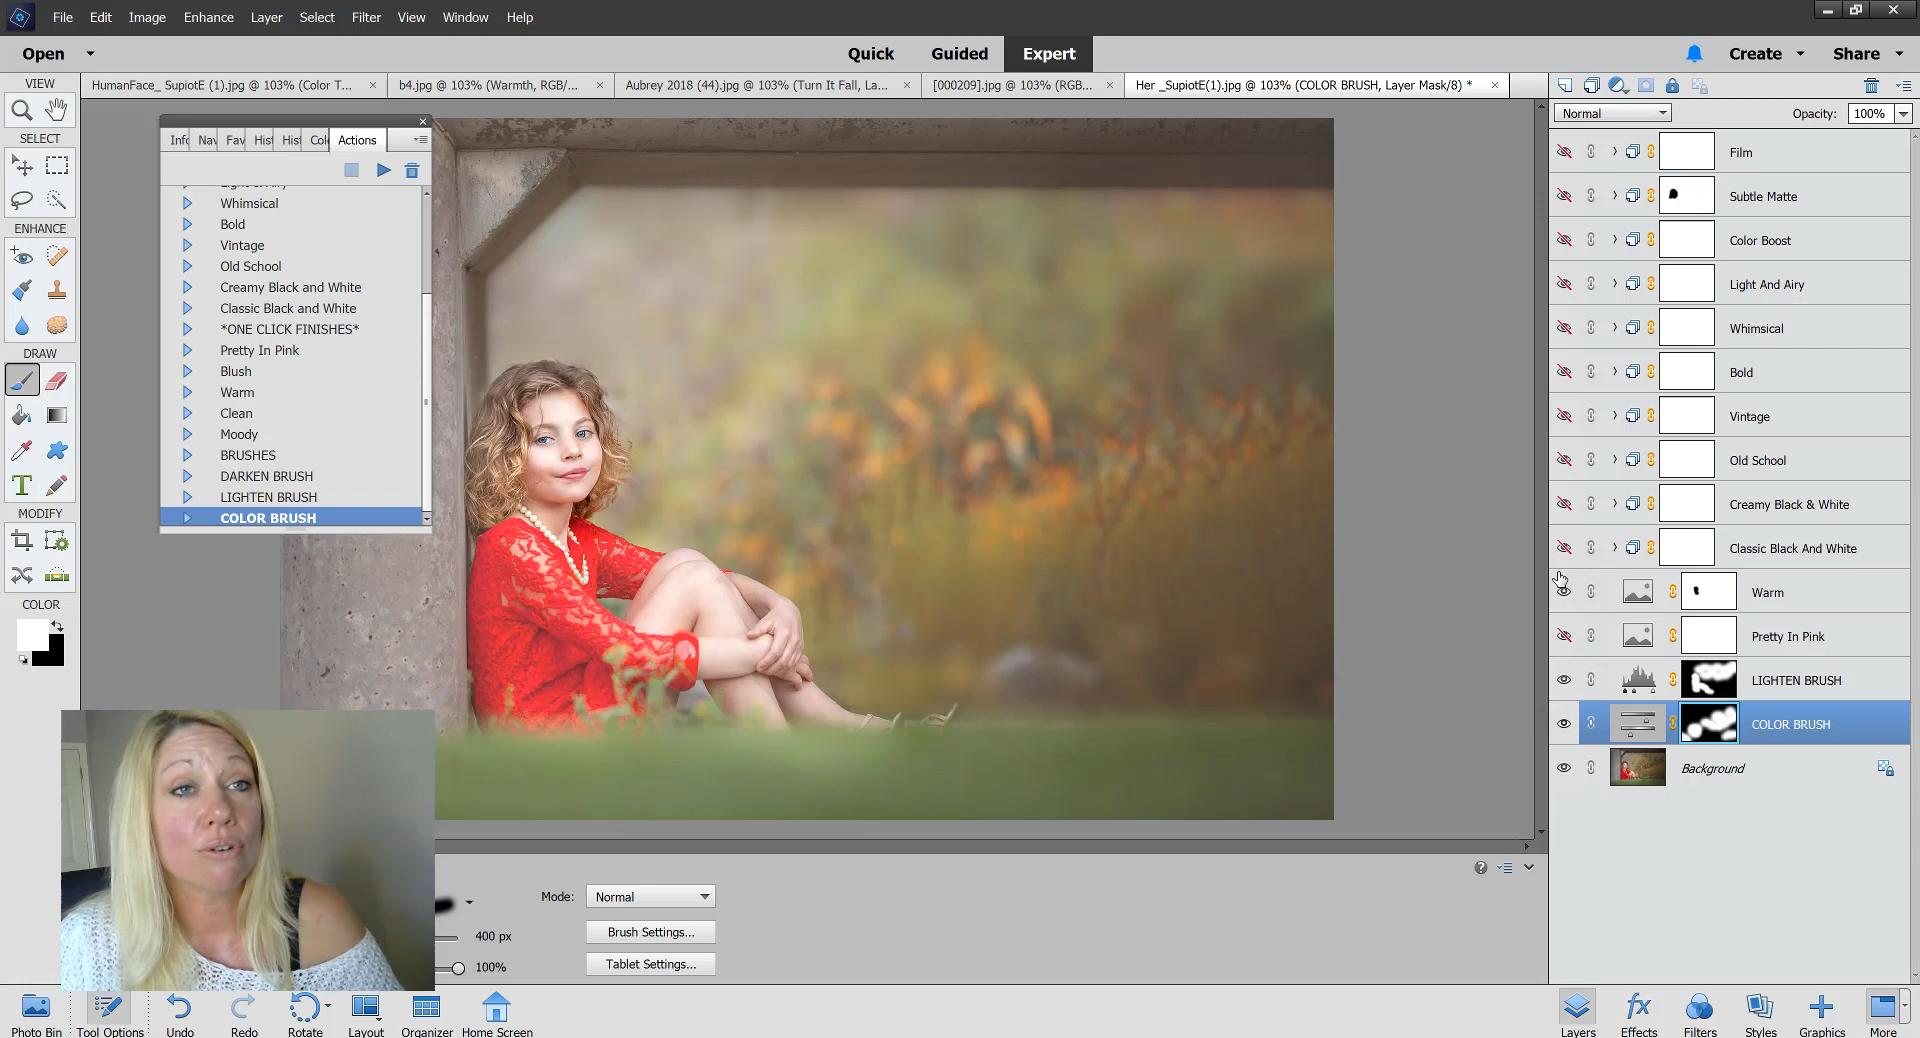 File Edit Image Enhance Layer Select Filter View Window Help
Open Quick Guided Expert Create Share
VIEW
HumanFace_ SupiotE (1).jpg @ 103% (Color T...
b4.jpg @ 103% (Warmth, RGB/...
Aubrey 2018 (44).jpg @ 103% (Turn It Fall, La...
[000209].jpg @ 103% (RGB...
Her _SupiotE(1).jpg @ 103% (COLOR BRUSH, Layer Mask/8) *
Normal Opacity: 100%
SELECT
ENHANCE
DRAW
MODIFY
COLOR
Info Nav Fav Hist Hist Colo Actions
Whimsical
Bold
Vintage
Old School
Creamy Black and White
Classic Black and White
*ONE CLICK FINISHES*
Pretty In Pink
Blush
Warm
Clean
Moody
BRUSHES
DARKEN BRUSH
LIGHTEN BRUSH
COLOR BRUSH
Film
Subtle Matte
Color Boost
Light And Airy
Whimsical
Bold
Vintage
Old School
Creamy Black & White
Classic Black And White
Warm
Pretty In Pink
LIGHTEN BRUSH
COLOR BRUSH
Background
Mode: Normal
400 px
Brush Settings...
100%
Tablet Settings...
Photo Bin Tool Options Undo Redo Rotate Layout Organizer Home Screen
Layers Effects Filters Styles Graphics More